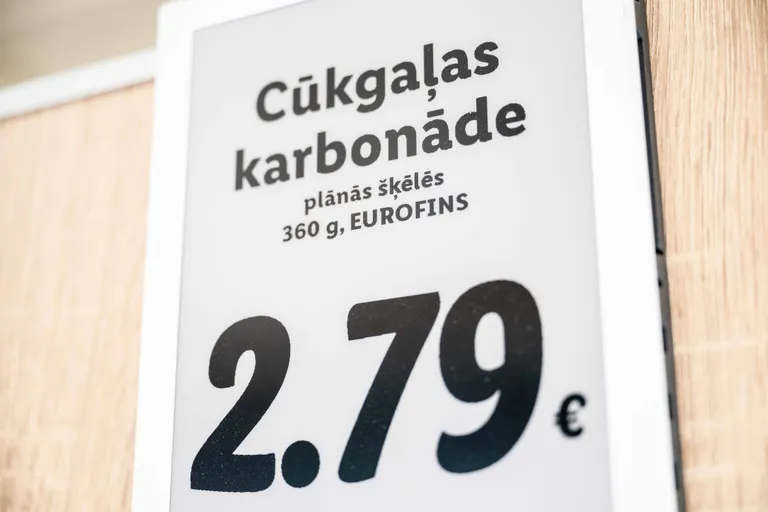 Cūkgaļas
karbonāde
plānās šķēlēs
360 g, EUROFINS
2.79 €